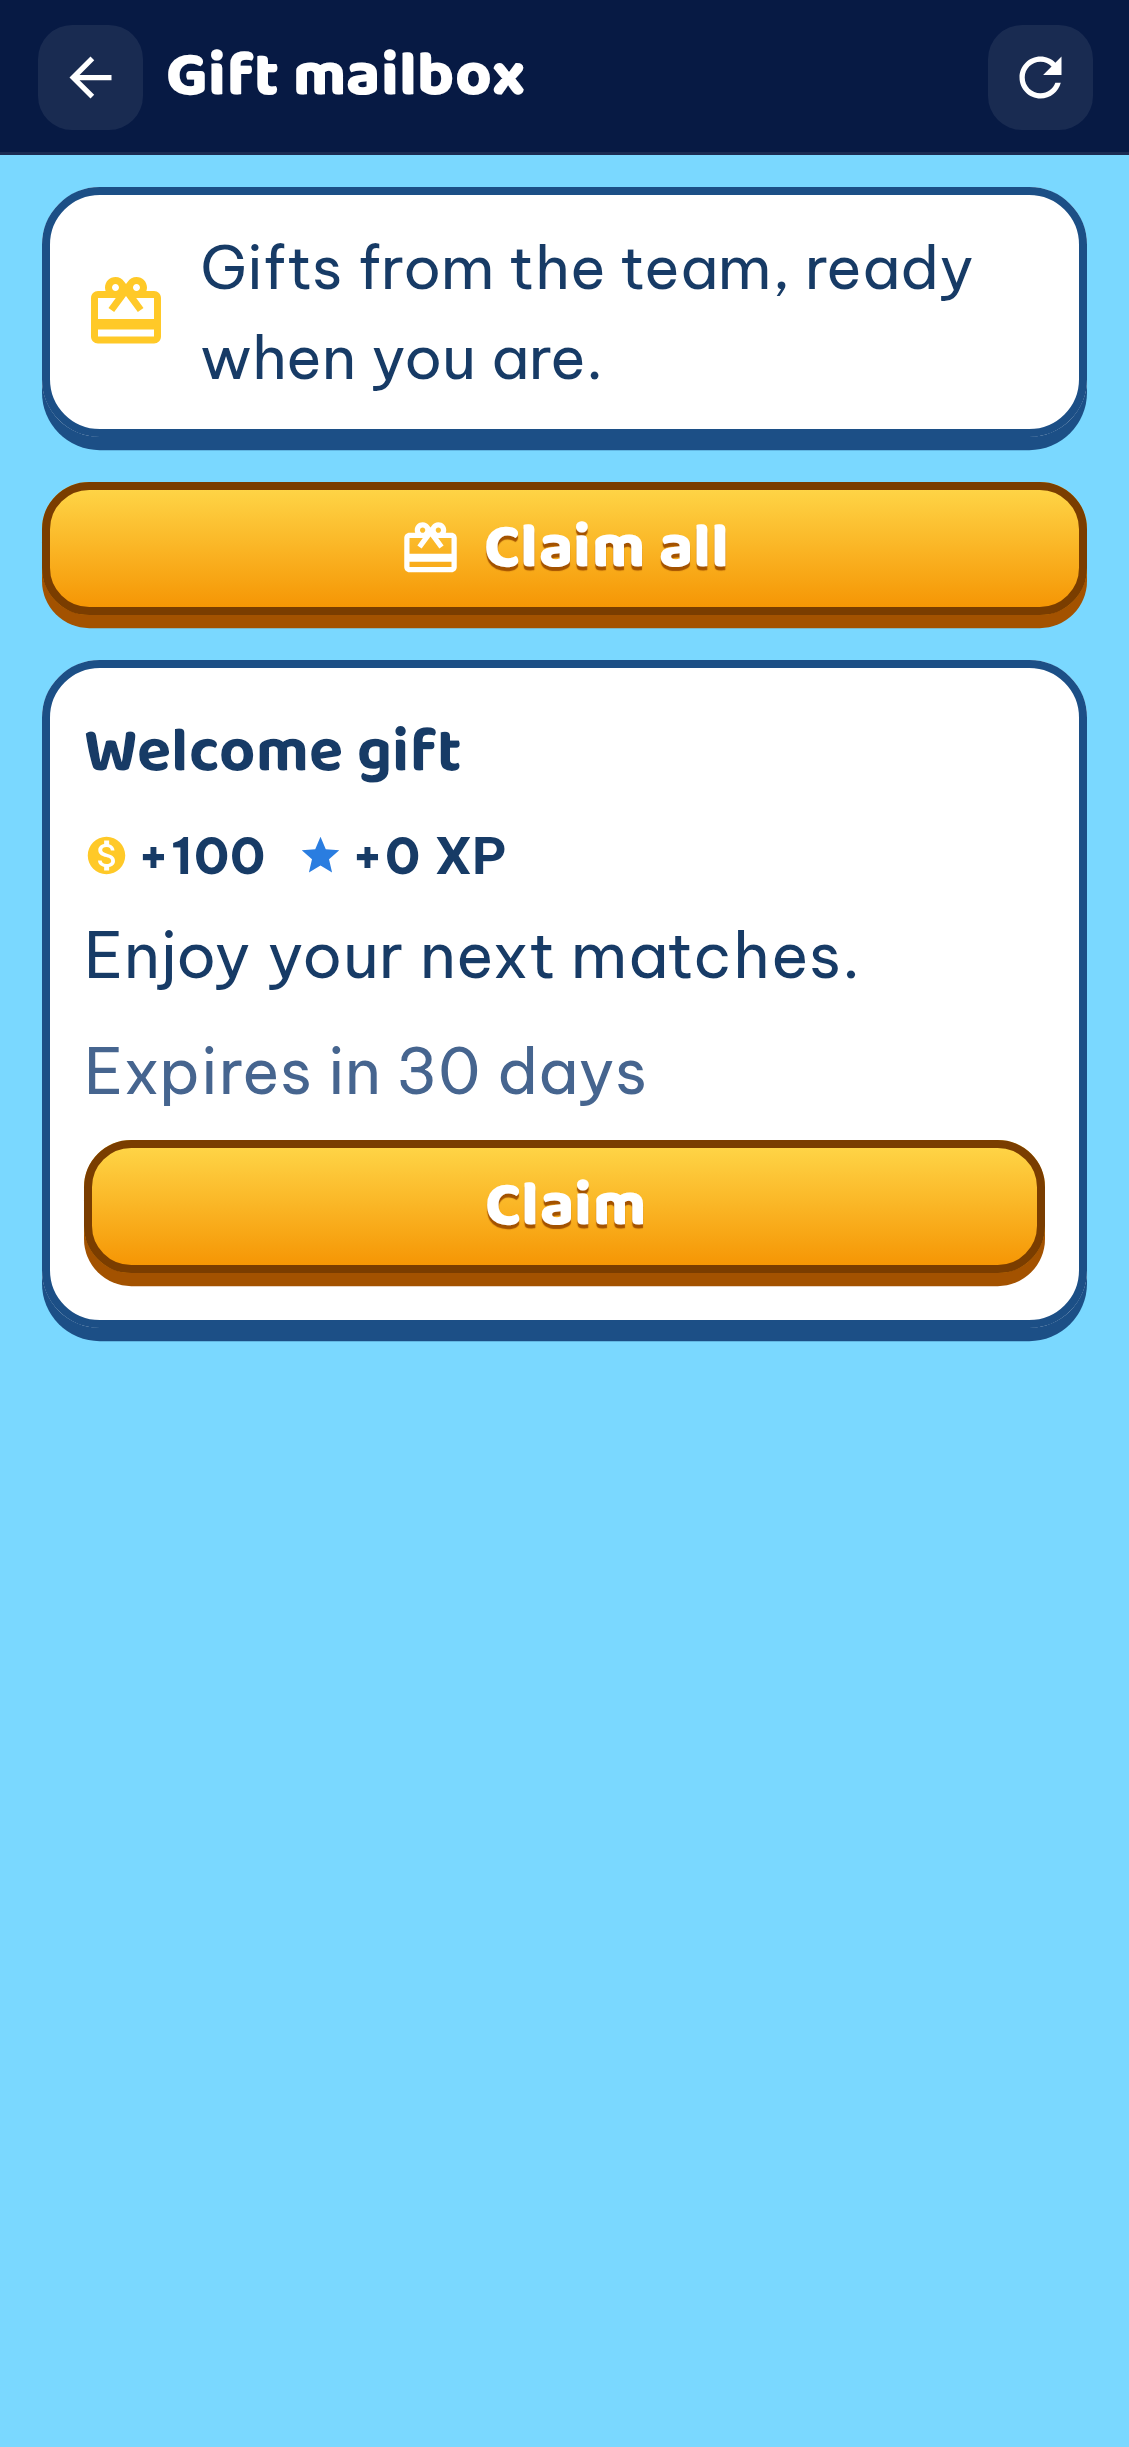 Gift mailbox
Gifts from the team, ready
when you are.
Claim all
Welcome gift
+100 +0 XP
Enjoy your next matches.
Expires in 30 days
Claim